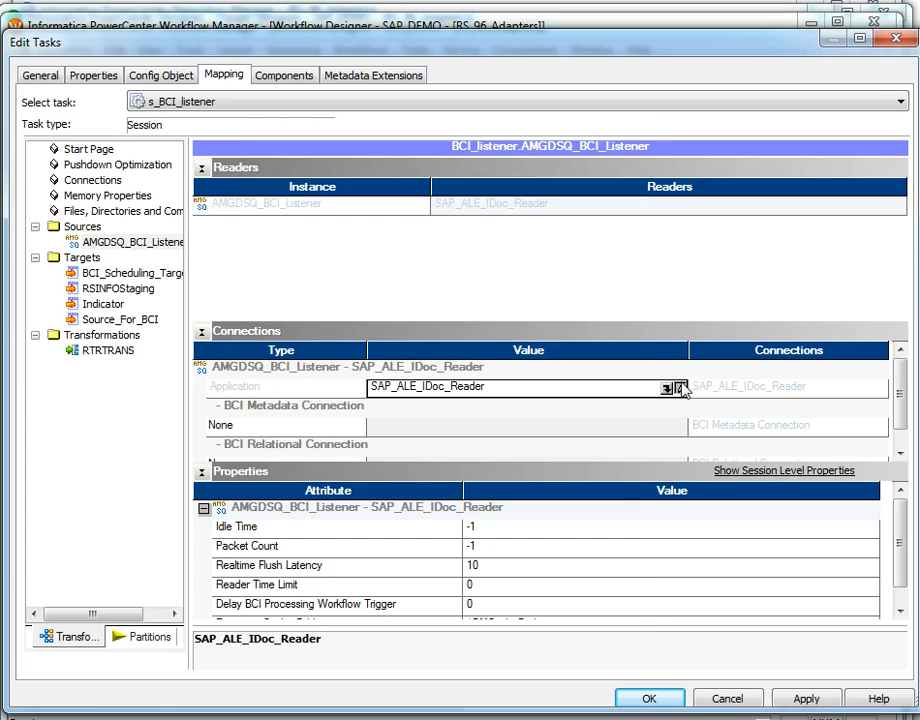 Informatica PowerCenter Workflow Manager - [Workflow Designer - SAP_DEMO - [RS_96_Adapters]]
Edit Tasks
General Properties Config Object Mapping Components Metadata Extensions
Select task: s_BCI_listener
Task type: Session
Start Page
Pushdown Optimization
Connections
Memory Properties
Files, Directories and Com
Sources
AMGDSQ_BCI_Listene
Targets
BCI_Scheduling_Targe
RSINFOStaging
Indicator
Source_For_BCI
Transformations
RTRTRANS
Transfo... Partitions
BCI_listener.AMGDSQ_BCI_Listener
Readers
Instance Readers
AMGDSQ_BCI_Listener SAP_ALE_IDoc_Reader
Connections
Type Value Connections
AMGDSQ_BCI_Listener - SAP_ALE_IDoc_Reader
Application SAP_ALE_IDoc_Reader SAP_ALE_IDoc_Reader
- BCI Metadata Connection
None BCI Metadata Connection
- BCI Relational Connection
Properties Show Session Level Properties
Attribute Value
AMGDSQ_BCI_Listener - SAP_ALE_IDoc_Reader
Idle Time -1
Packet Count -1
Realtime Flush Latency 10
Reader Time Limit 0
Delay BCI Processing Workflow Trigger 0
SAP_ALE_IDoc_Reader
OK Cancel Apply Help